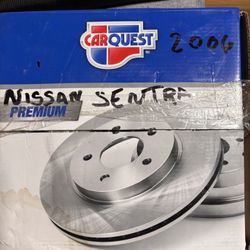 CARQUEST
2006
NISSAN SENTRA
PREMIUM